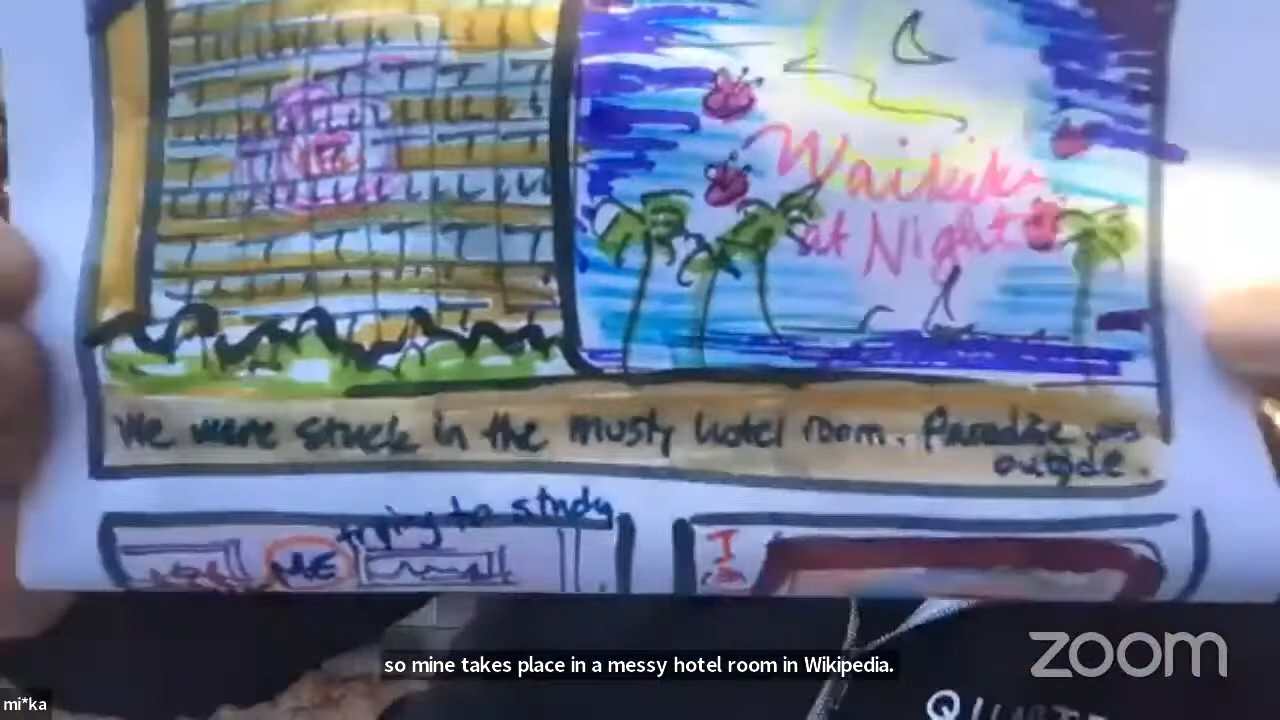 Waikiki
at Night
We were stuck in the musty hotel room. Paradise was
outside.
trying to study
ME
I
so mine takes place in a messy hotel room in Wikipedia.
zoom
mi*ka